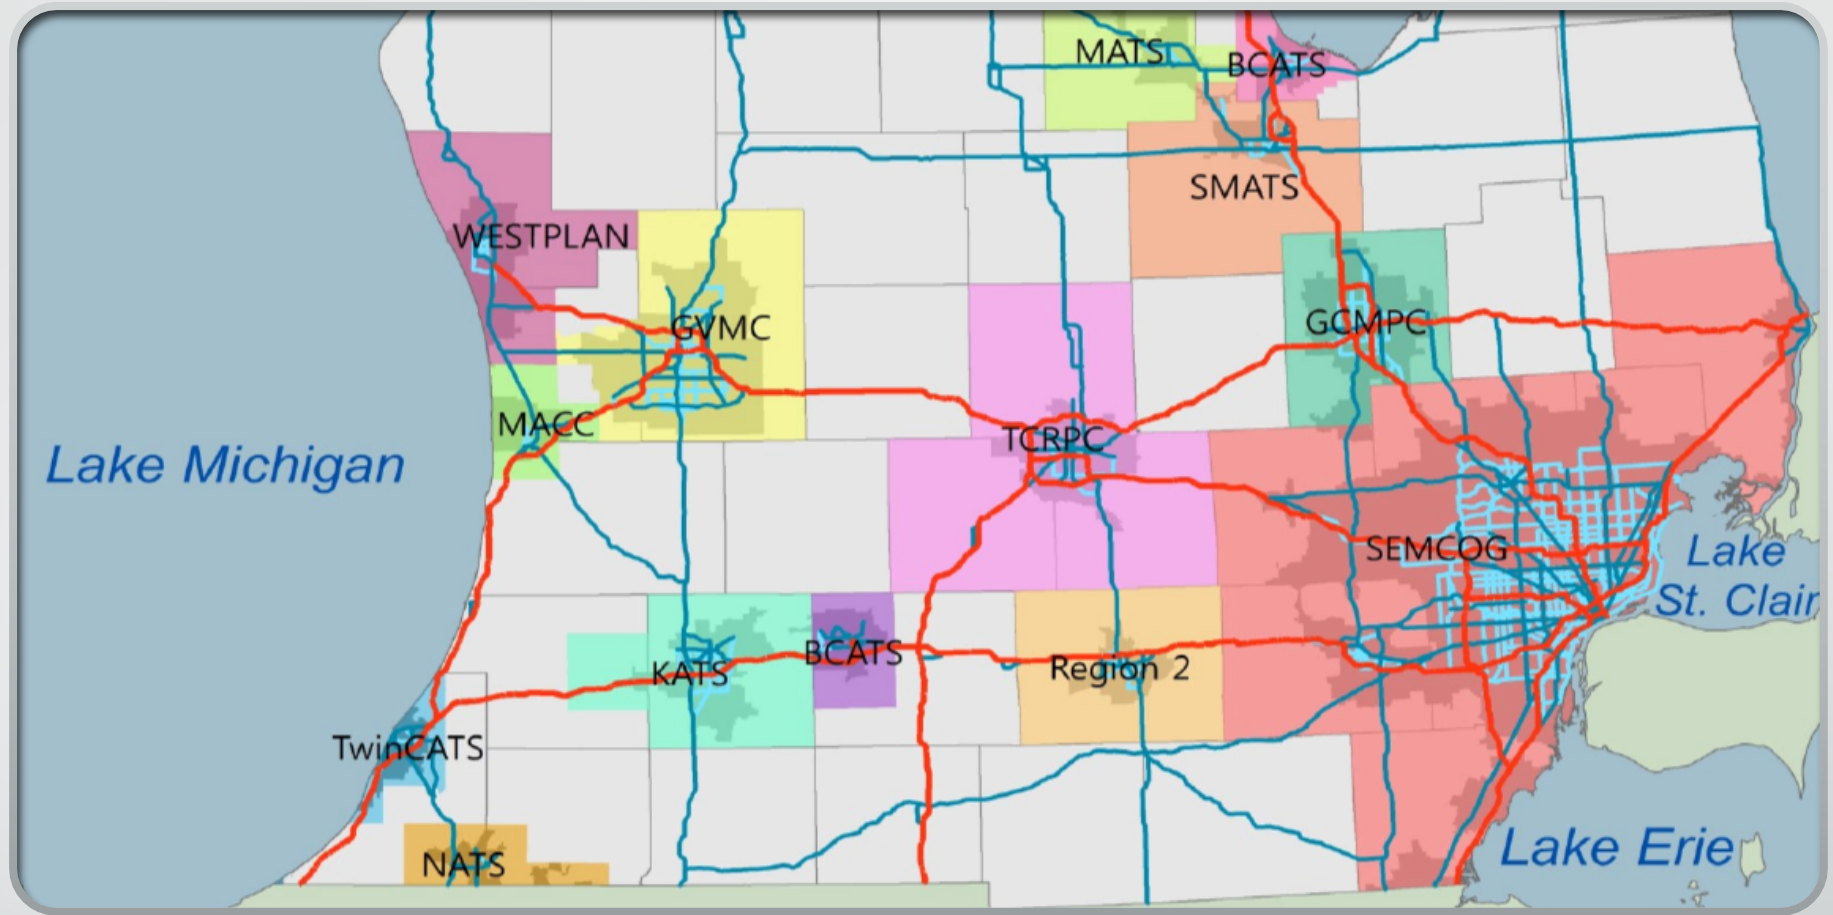 MATS
BCATS
SMATS
WESTPLAN
GVMC
GCMPC
MACC
TCRPC
Lake Michigan
SEMCOG
Lake
St. Clair
KATS
BCATS
Region 2
TwinCATS
NATS
Lake Erie